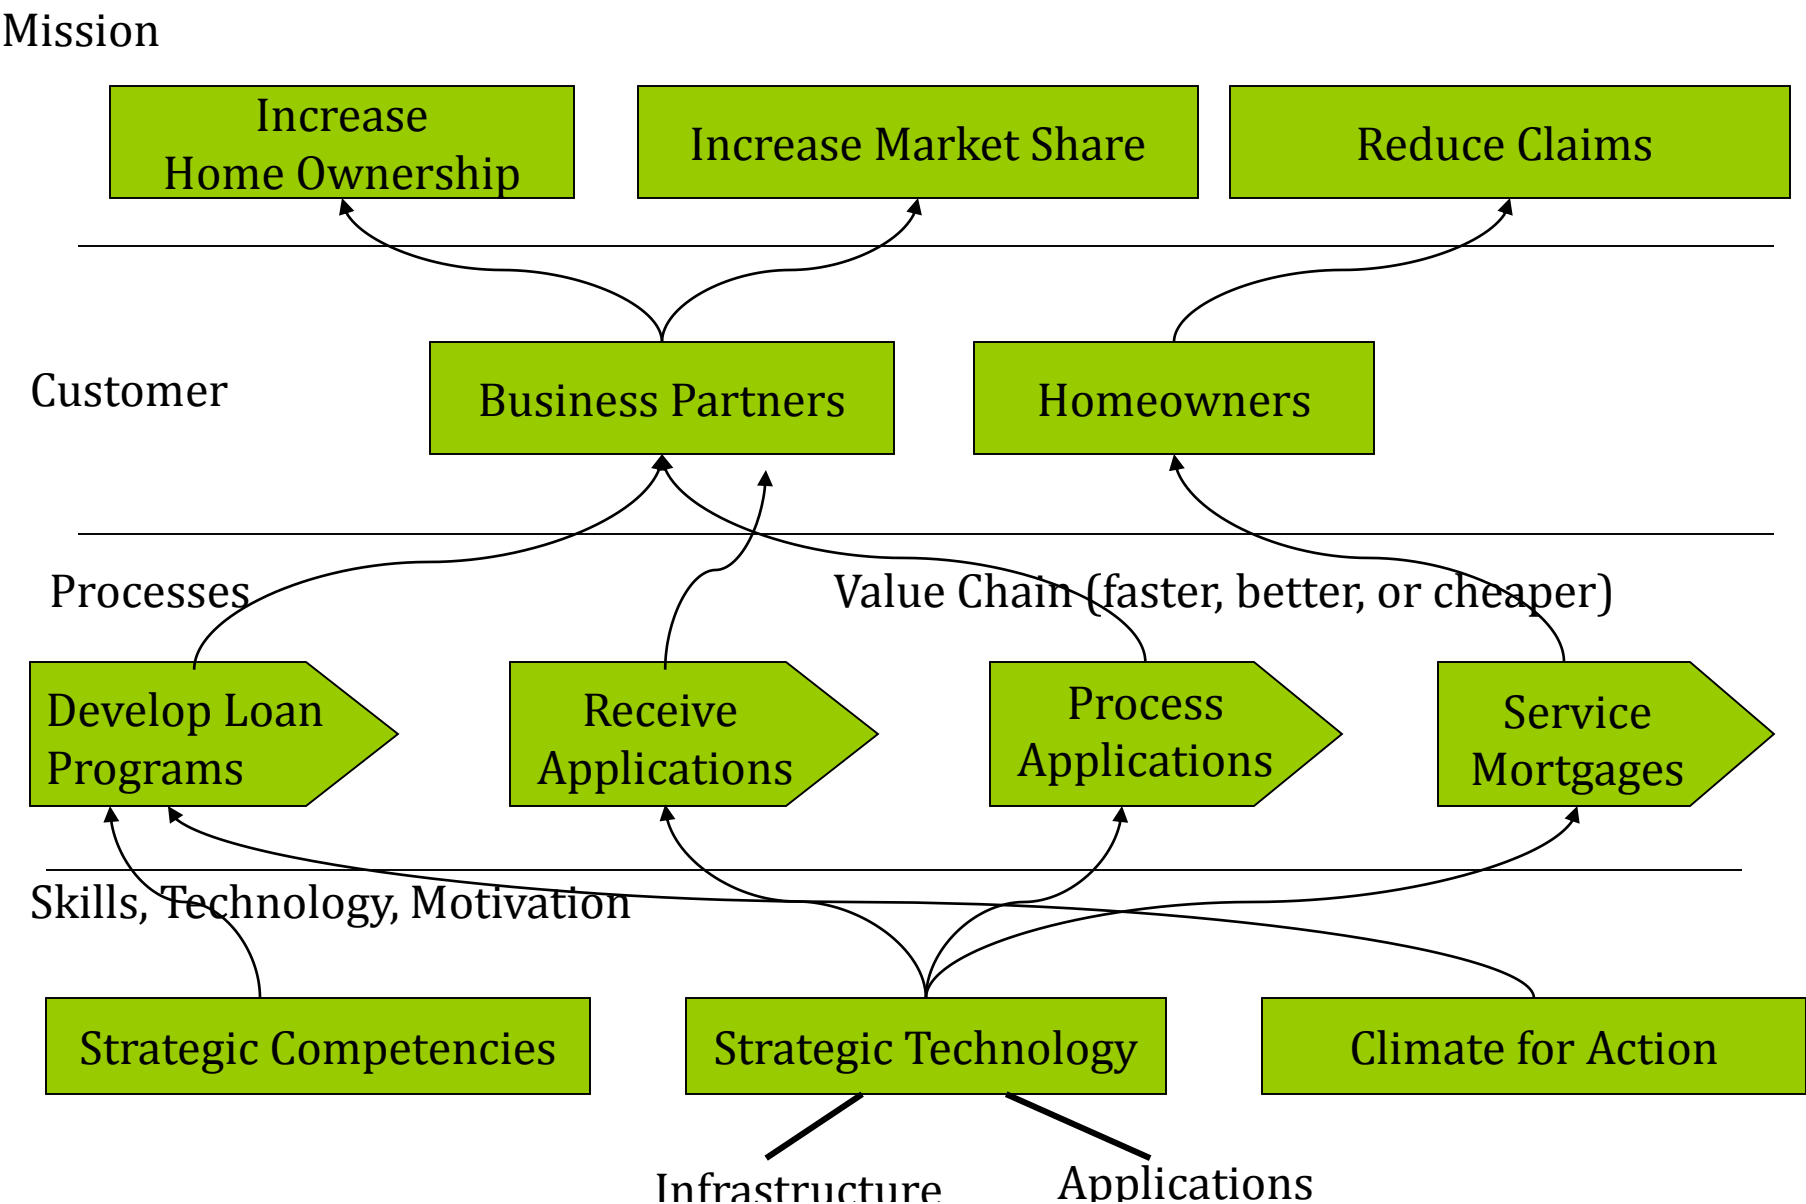 Mission
Increase
Home Ownership
Increase Market Share
Reduce Claims
Customer
Business Partners
Homeowners
Processes
Value Chain (faster, better, or cheaper)
Develop Loan
Programs
Receive
Applications
Process
Applications
Service
Mortgages
Skills, Technology, Motivation
Strategic Competencies
Strategic Technology
Climate for Action
Infrastructure
Applications